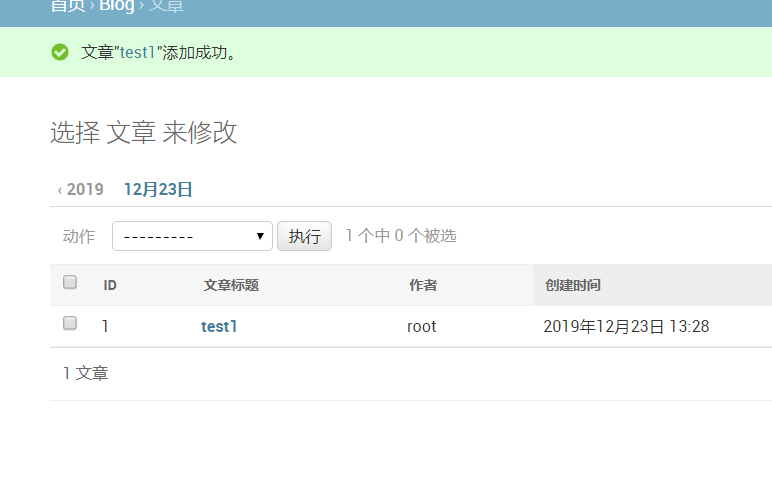 首页 › Blog › 文章
文章"test1"添加成功。
选择 文章 来修改
‹ 2019 12月23日
动作 --------- 执行 1 个中 0 个被选
ID 文章标题 作者 创建时间
1 test1 root 2019年12月23日 13:28
1 文章